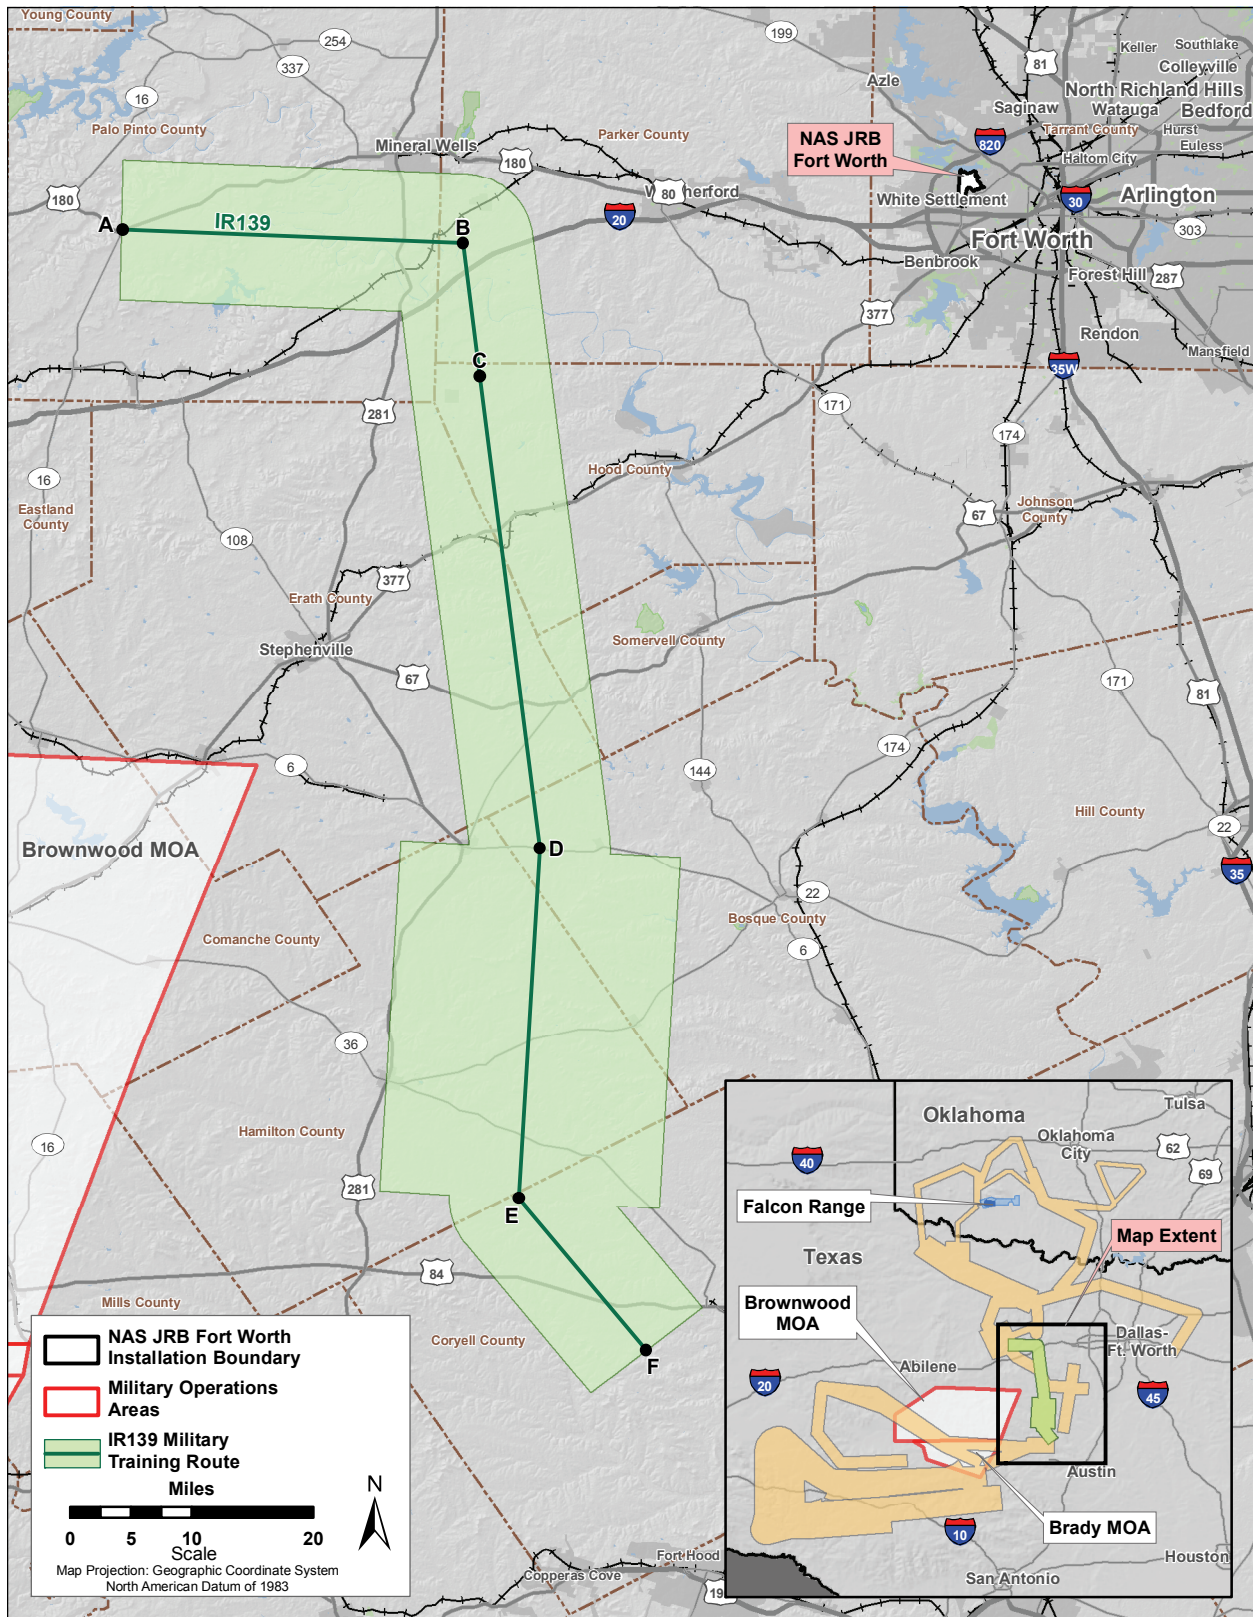 Young County
254
337
16
Palo Pinto County
Mineral Wells
180
180
199
Azle
81
Keller
Southlake
Colleyville
North Richland Hills
Saginaw
Watauga
Bedford
Parker County
Tarrant County
Hurst
Euless
820
Haltom City
NAS JRB
Fort Worth
80
20
White Settlement
30
Arlington
303
Fort Worth
Benbrook
Forest Hill
287
377
Rendon
Mansfield
35W
A
IR139
B
C
281
171
174
16
Eastland
County
108
Hood County
67
Johnson
County
377
Erath County
Stephenville
Somervell County
67
171
81
174
6
144
Hill County
22
35
Brownwood MOA
D
22
Bosque County
6
Comanche County
36
16
Hamilton County
281
E
84
Mills County
Coryell County
F
Fort Hood
Copperas Cove
NAS JRB Fort Worth
Installation Boundary
Military Operations
Areas
IR139 Military
Training Route
Miles
0 5 10 20
Scale
N
Map Projection: Geographic Coordinate System
North American Datum of 1983
Oklahoma
Tulsa
Oklahoma
City
62
69
40
Falcon Range
Map Extent
Texas
Brownwood
MOA
Dallas-
Ft. Worth
Abilene
20
45
Austin
10
Brady MOA
Houston
San Antonio